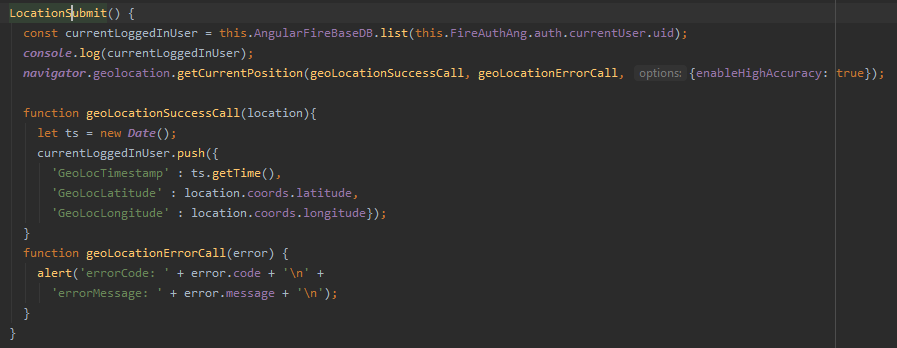 LocationSubmit() {
  const currentLoggedInUser = this.AngularFireBaseDB.list(this.FireAuthAng.auth.currentUser.uid);
  console.log(currentLoggedInUser);
  navigator.geolocation.getCurrentPosition(geoLocationSuccessCall, geoLocationErrorCall, options: {enableHighAccuracy: true});

  function geoLocationSuccessCall(location){
    let ts = new Date();
    currentLoggedInUser.push({
      'GeoLocTimestamp' : ts.getTime(),
      'GeoLocLatitude' : location.coords.latitude,
      'GeoLocLongitude' : location.coords.longitude});
  }
  function geoLocationErrorCall(error) {
    alert('errorCode: ' + error.code + '\n' +
      'errorMessage: ' + error.message + '\n');
  }
}